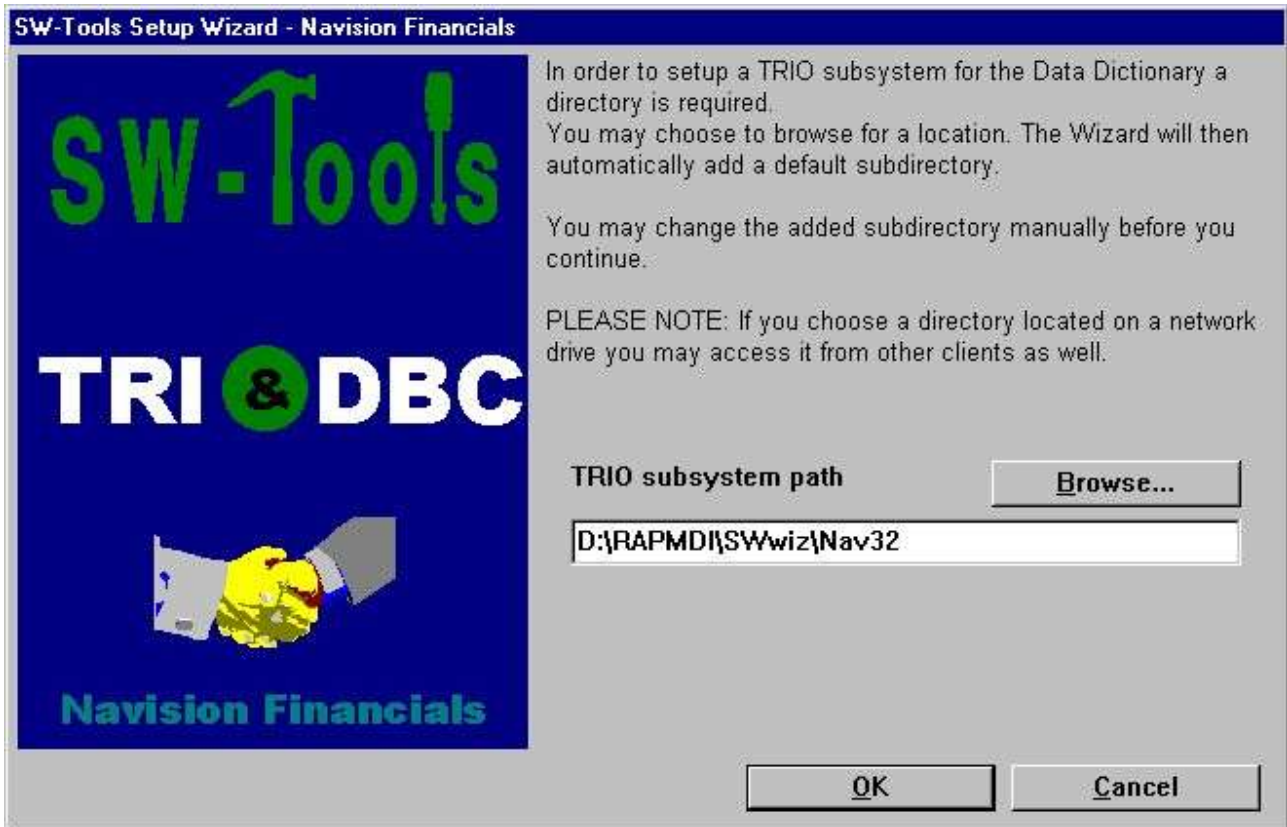 SW-Tools Setup Wizard - Navision Financials
SW-Tools
TRI & DBC
Navision Financials
In order to setup a TRIO subsystem for the Data Dictionary a
directory is required.
You may choose to browse for a location. The Wizard will then
automatically add a default subdirectory.
You may change the added subdirectory manually before you
continue.
PLEASE NOTE: If you choose a directory located on a network
drive you may access it from other clients as well.
TRIO subsystem path
Browse...
D:\RAPMDI\SWwiz\Nav32
OK
Cancel